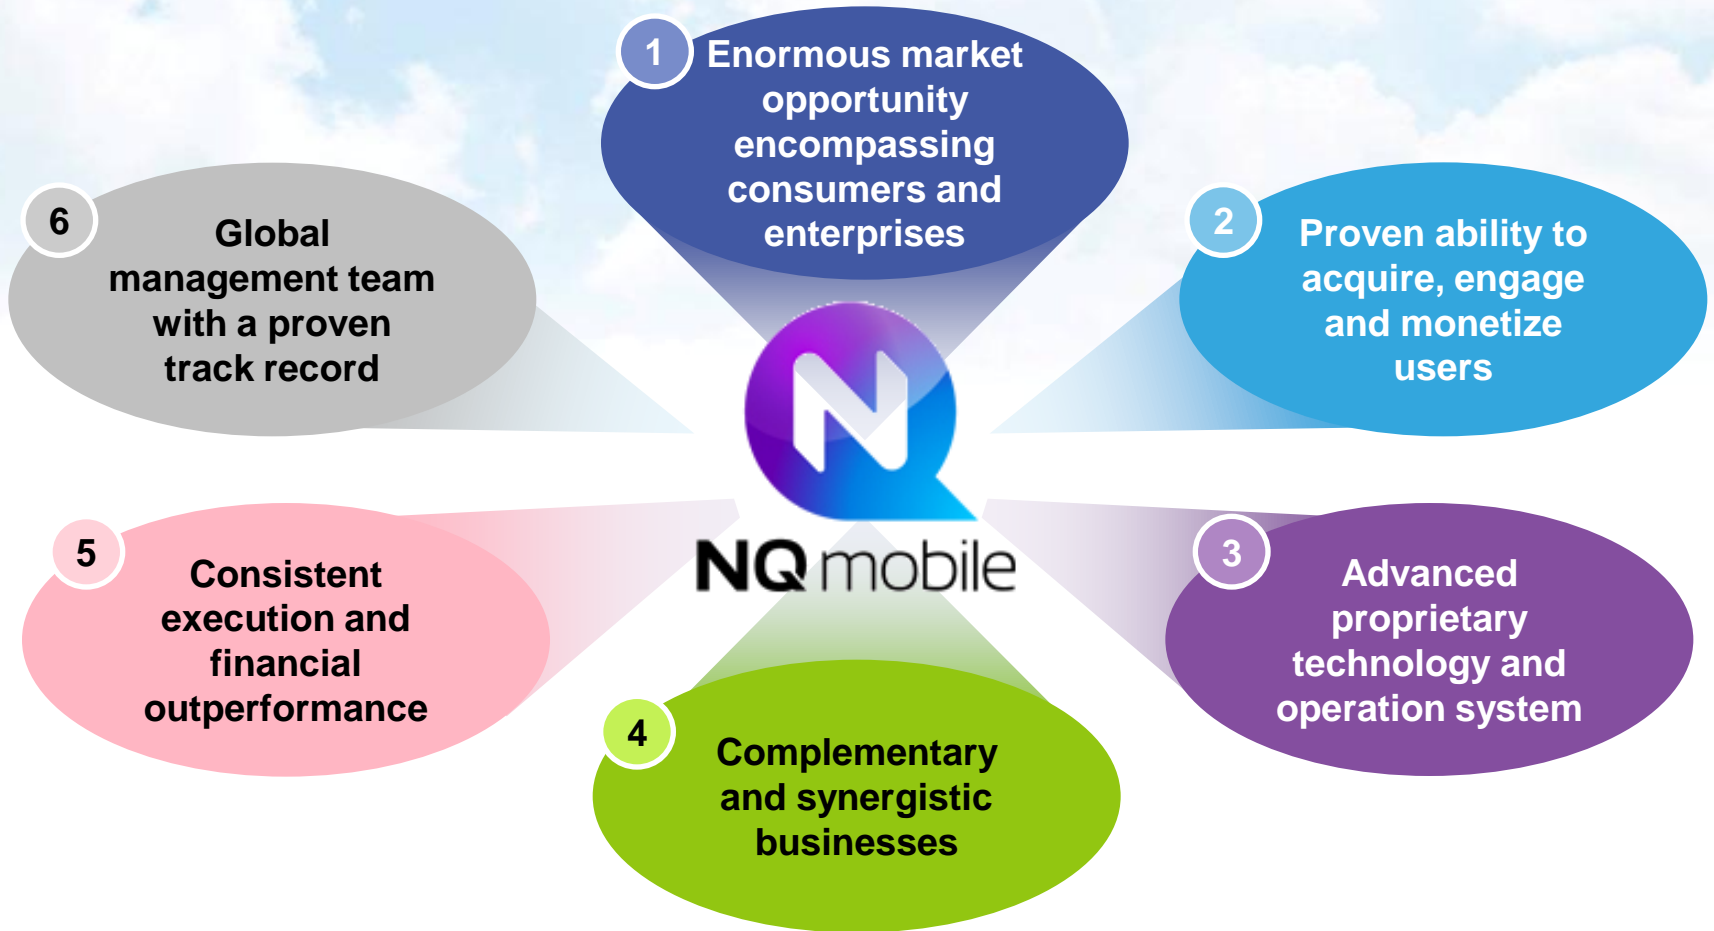 1
Enormous market
opportunity
encompassing
consumers and
enterprises
2
Proven ability to
acquire, engage
and monetize
users
3
Advanced
proprietary
technology and
operation system
4
Complementary
and synergistic
businesses
5
Consistent
execution and
financial
outperformance
6
Global
management team
with a proven
track record
N
NQ mobile